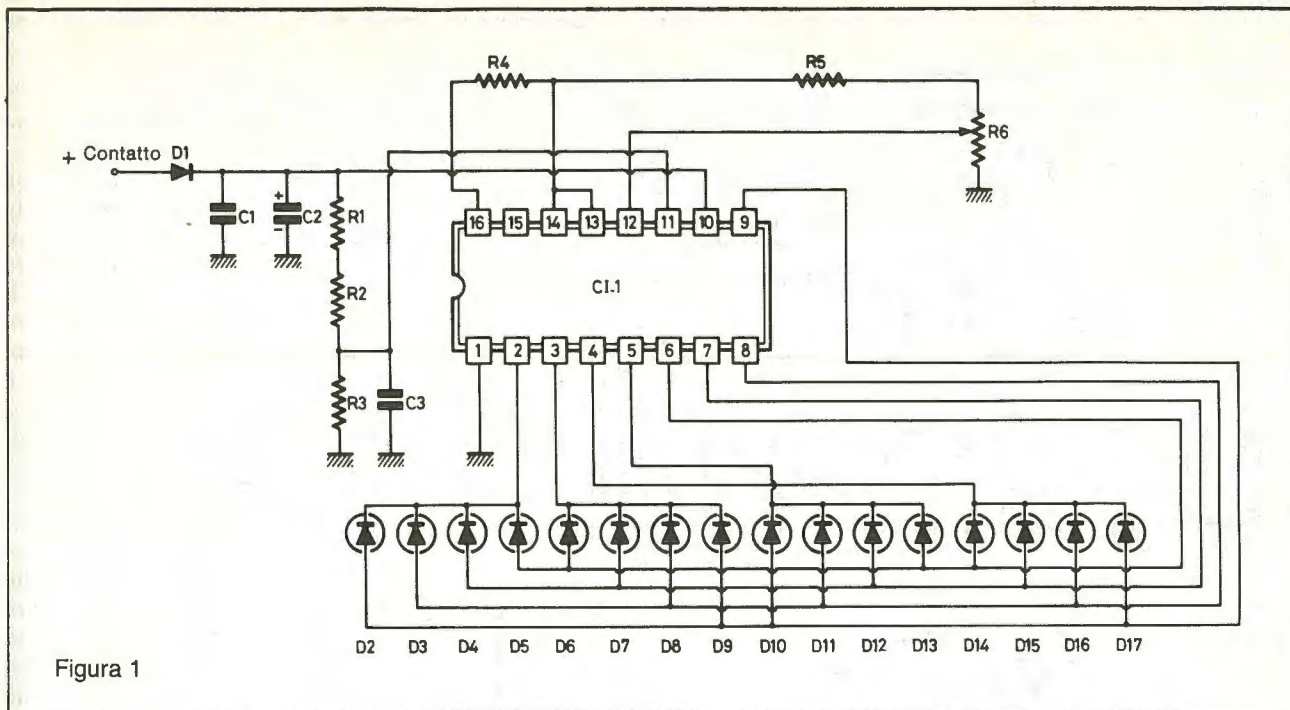 R4 R5
R6
+ Contatto D1
+
C1 C2 R1
-
16 15 14 13 12 11 10 9
R2
CI.1
1 2 3 4 5 6 7 8
R3 C3
D2 D3 D4 D5 D6 D7 D8 D9 D10 D11 D12 D13 D14 D15 D16 D17
Figura 1